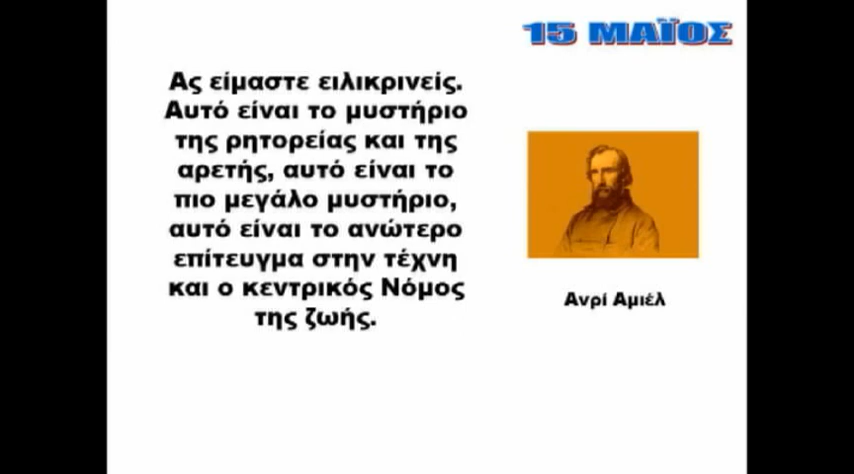 15 ΜΑΪΟΣ
Ας είμαστε ειλικρινείς.
Αυτό είναι το μυστήριο
της ρητορείας και της
αρετής, αυτό είναι το
πιο μεγάλο μυστήριο,
αυτό είναι το ανώτερο
επίτευγμα στην τέχνη
και ο κεντρικός Νόμος
της ζωής.
Ανρί Αμιέλ